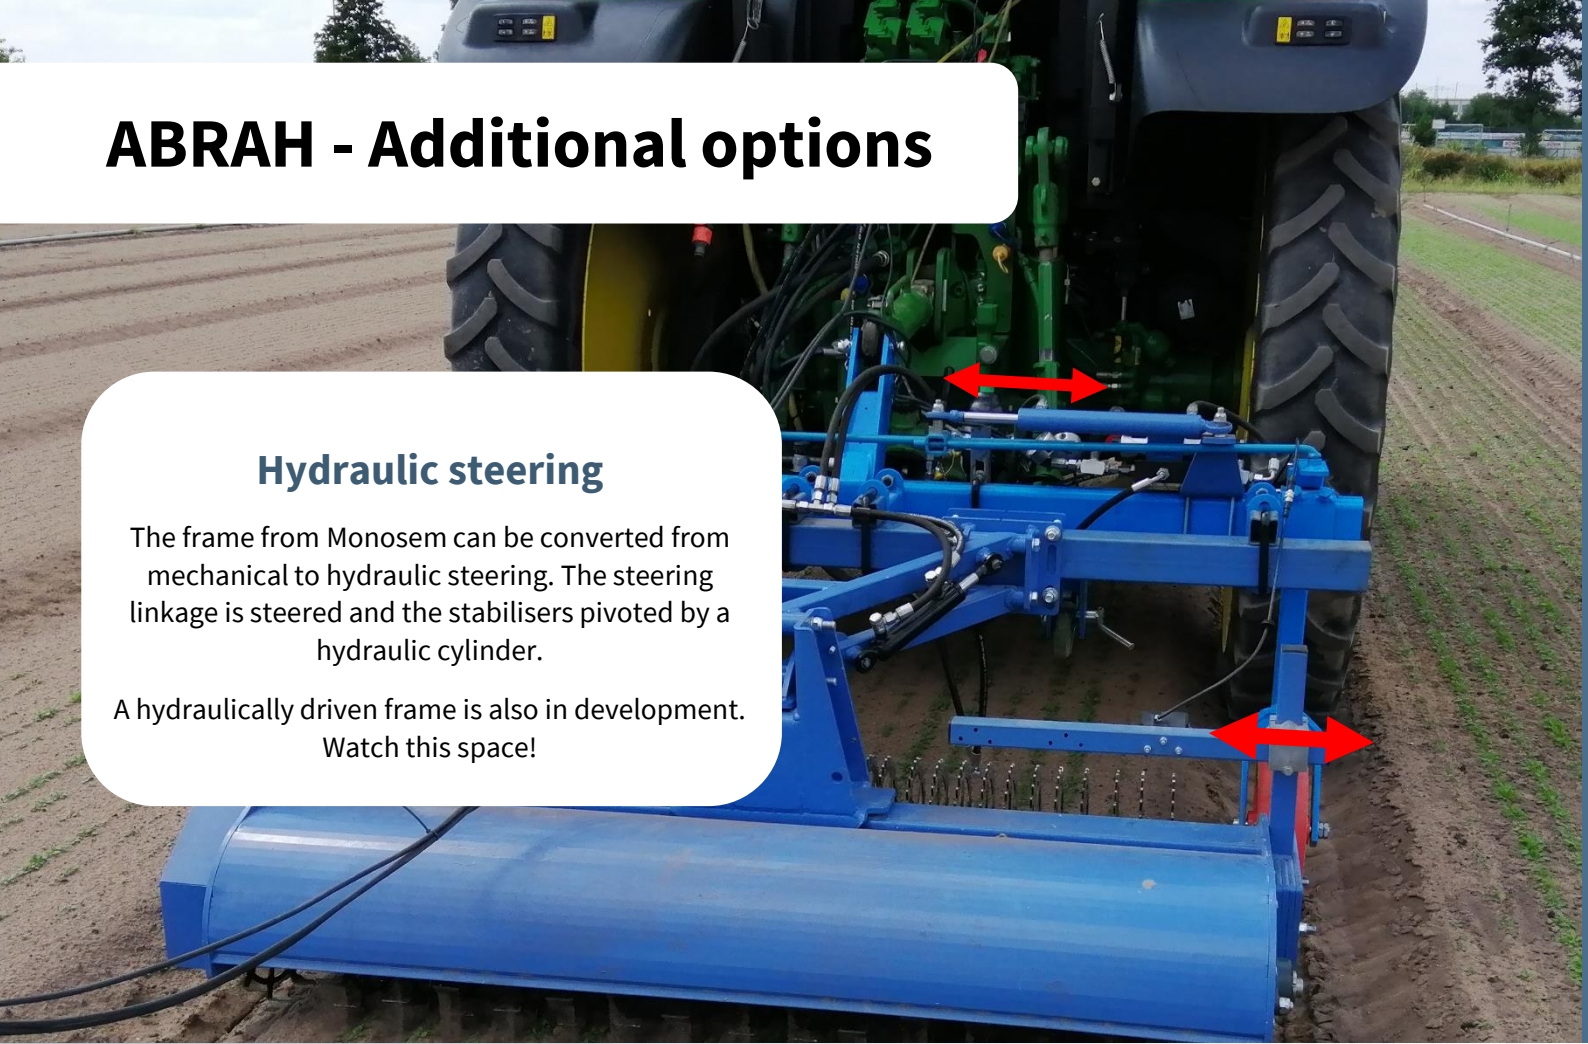 ABRAH - Additional options
Hydraulic steering
The frame from Monosem can be converted from
mechanical to hydraulic steering. The steering
linkage is steered and the stabilisers pivoted by a
hydraulic cylinder.
A hydraulically driven frame is also in development.
Watch this space!